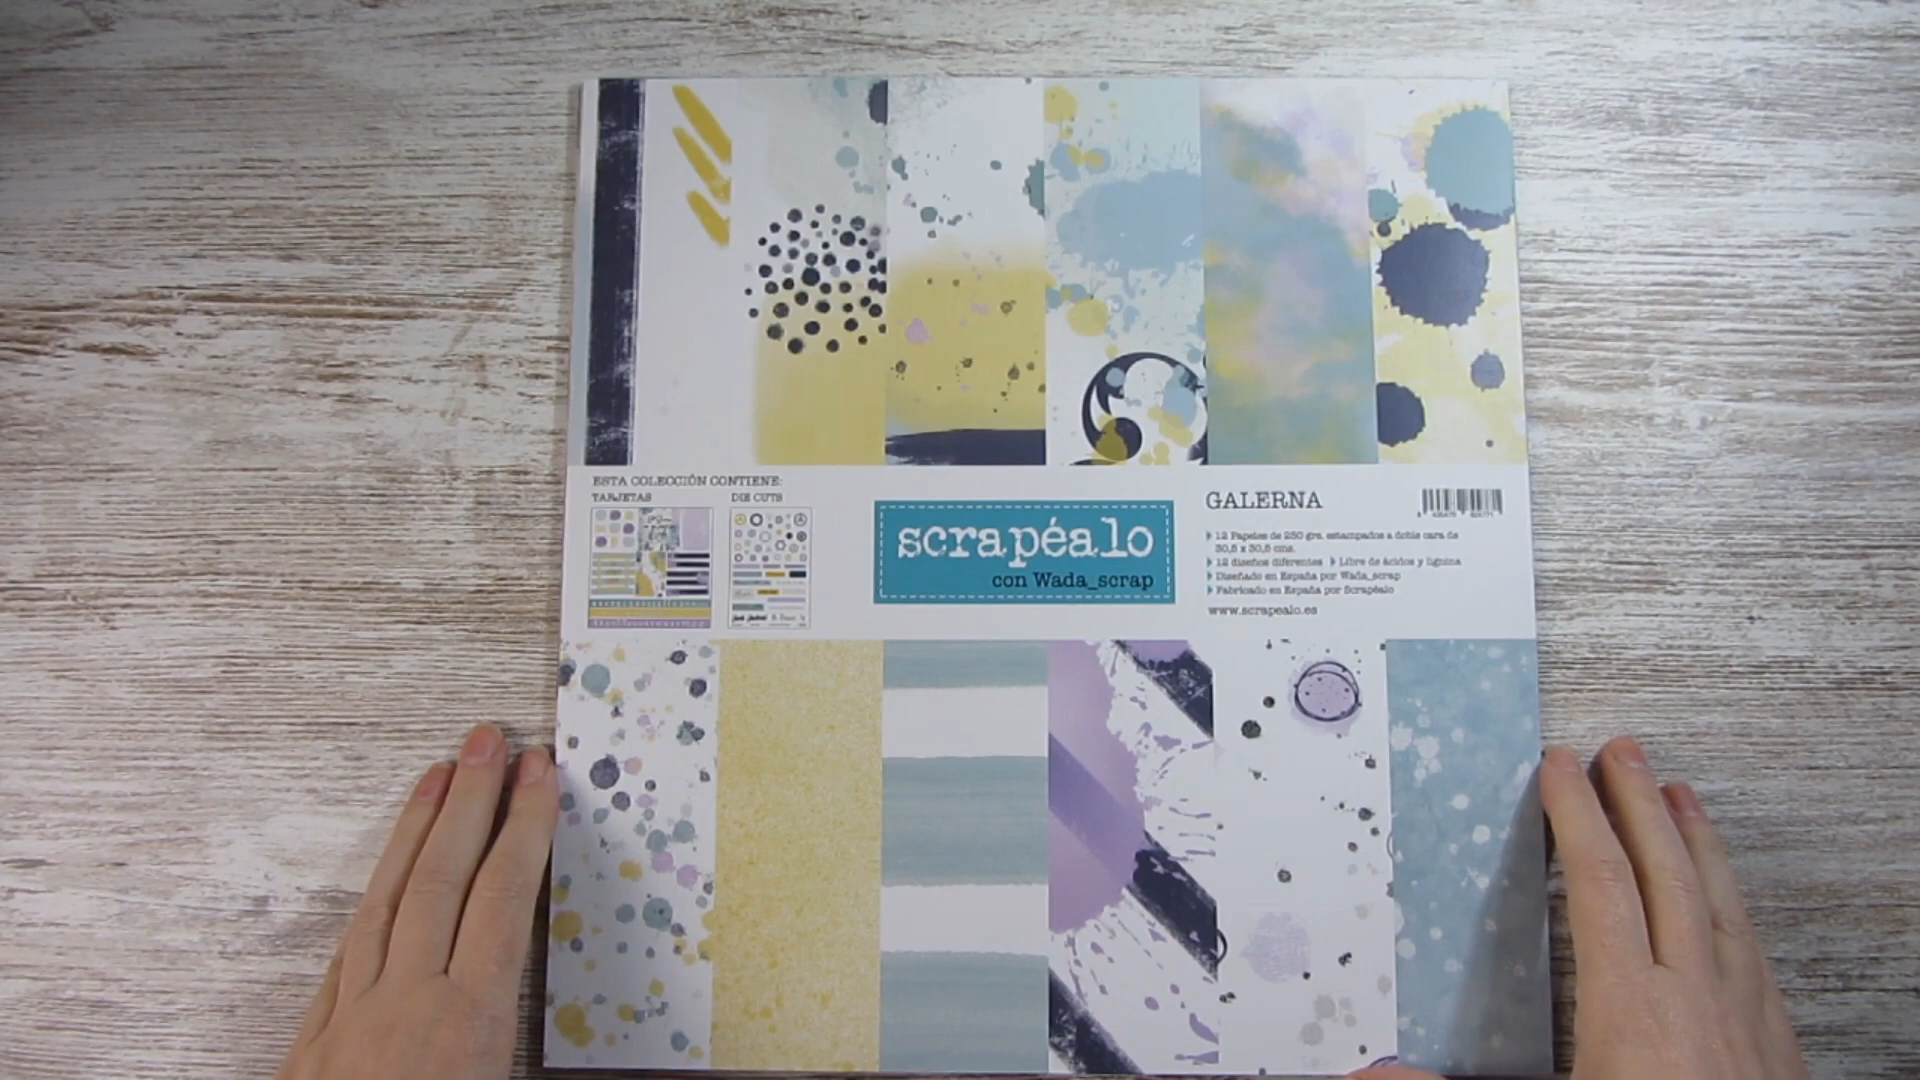 ESTA COLECCIÓN CONTIENE:
TARJETAS
DIE CUTS
scrapéalo
con Wada_scrap
GALERNA
12 Papeles de 250 grs. estampados a doble cara de
30,5 x 30,5 cms.
12 diseños diferentes Libre de ácidos y lignina
Diseñado en España por Wada_scrap
Fabricado en España por Scrapéalo
www.scrapealo.es